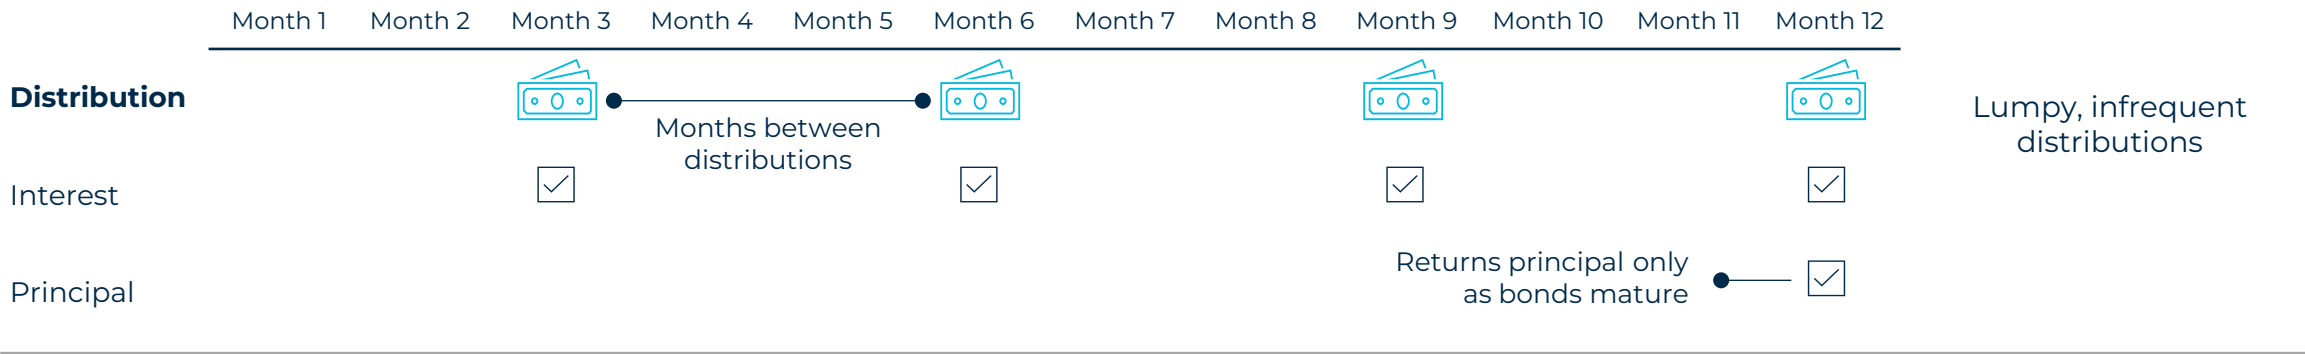 Month 1 Month 2 Month 3 Month 4 Month 5 Month 6 Month 7 Month 8 Month 9 Month 10 Month 11 Month 12
Distribution
Months between
distributions
Lumpy, infrequent
distributions
Interest
Returns principal only
as bonds mature
Principal